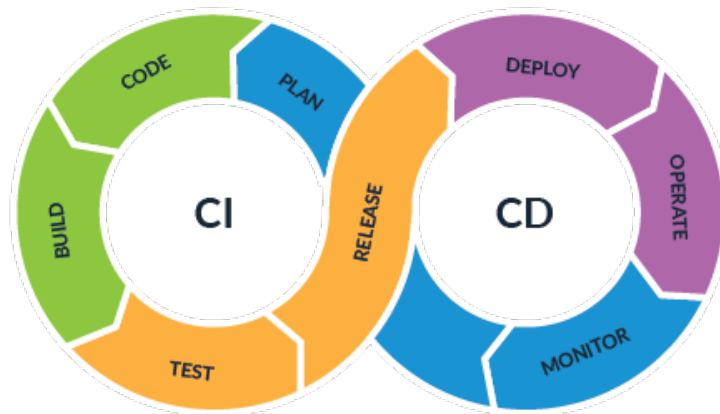 CODE
PLAN
BUILD
CI
TEST
RELEASE
DEPLOY
CD
OPERATE
MONITOR